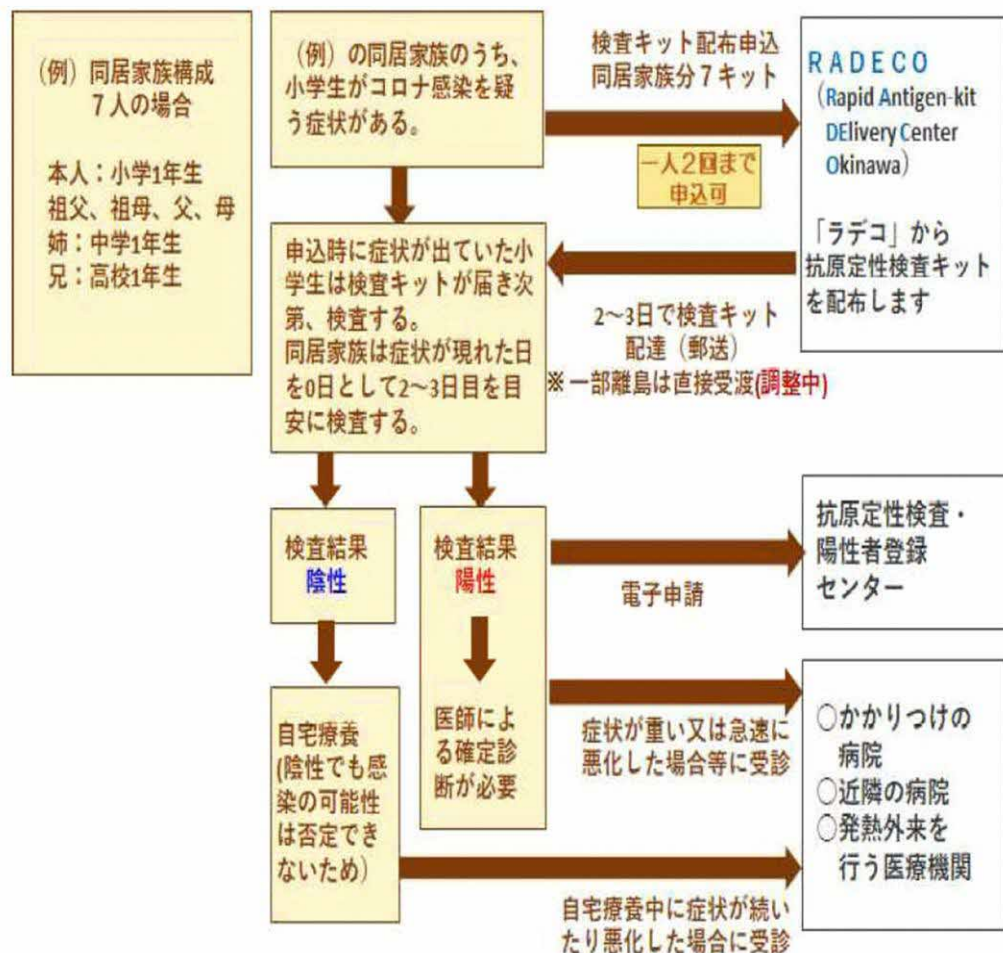 （例）同居家族構成
７人の場合
本人：小学1年生
祖父、祖母、父、母
姉：中学1年生
兄：高校1年生
（例）の同居家族のうち、
小学生がコロナ感染を疑
う症状がある。
検査キット配布申込
同居家族分７キット
一人２回まで
申込可
ＲＡＤＥＣＯ
（Rapid Antigen-kit
DElivery Center
Okinawa）
「ラデコ」から
抗原定性検査キット
を配布します
申込時に症状が出ていた小
学生は検査キットが届き次
第、検査する。
同居家族は症状が現れた日
を0日として2～3日目を目
安に検査する。
2～3日で検査キット
配達（郵送）
※ 一部離島は直接受渡(調整中)
検査結果
陰性
検査結果
陽性
電子申請
抗原定性検査・
陽性者登録
センター
自宅療養
(陰性でも感
染の可能性
は否定でき
ないため）
医師によ
る確定診
断が必要
症状が重い又は急速に
悪化した場合等に受診
○かかりつけの
病院
○近隣の病院
○発熱外来を
行う医療機関
自宅療養中に症状が続い
たり悪化した場合に受診